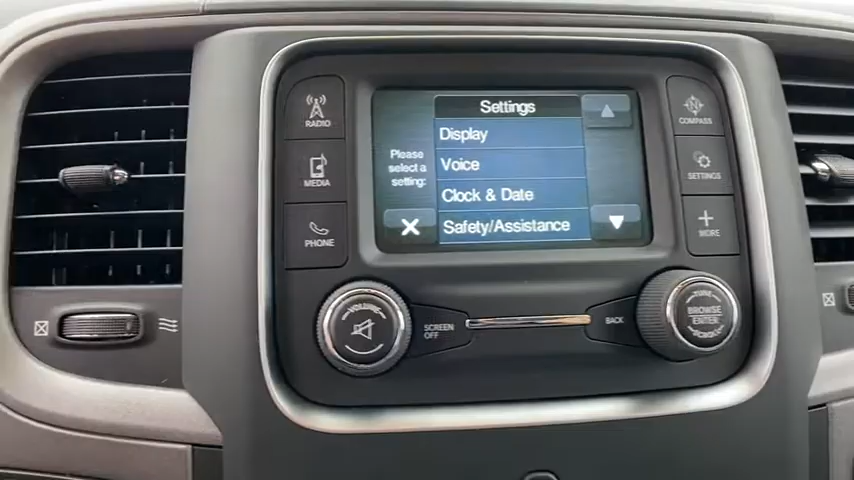 Settings
Display
Voice
Clock & Date
Safety/Assistance
Please
select a
setting:
RADIO
MEDIA
PHONE
N
COMPASS
SETTINGS
MORE
VOLUME
SCREEN
OFF
BACK
TUNE
BROWSE
ENTER
SCROLL